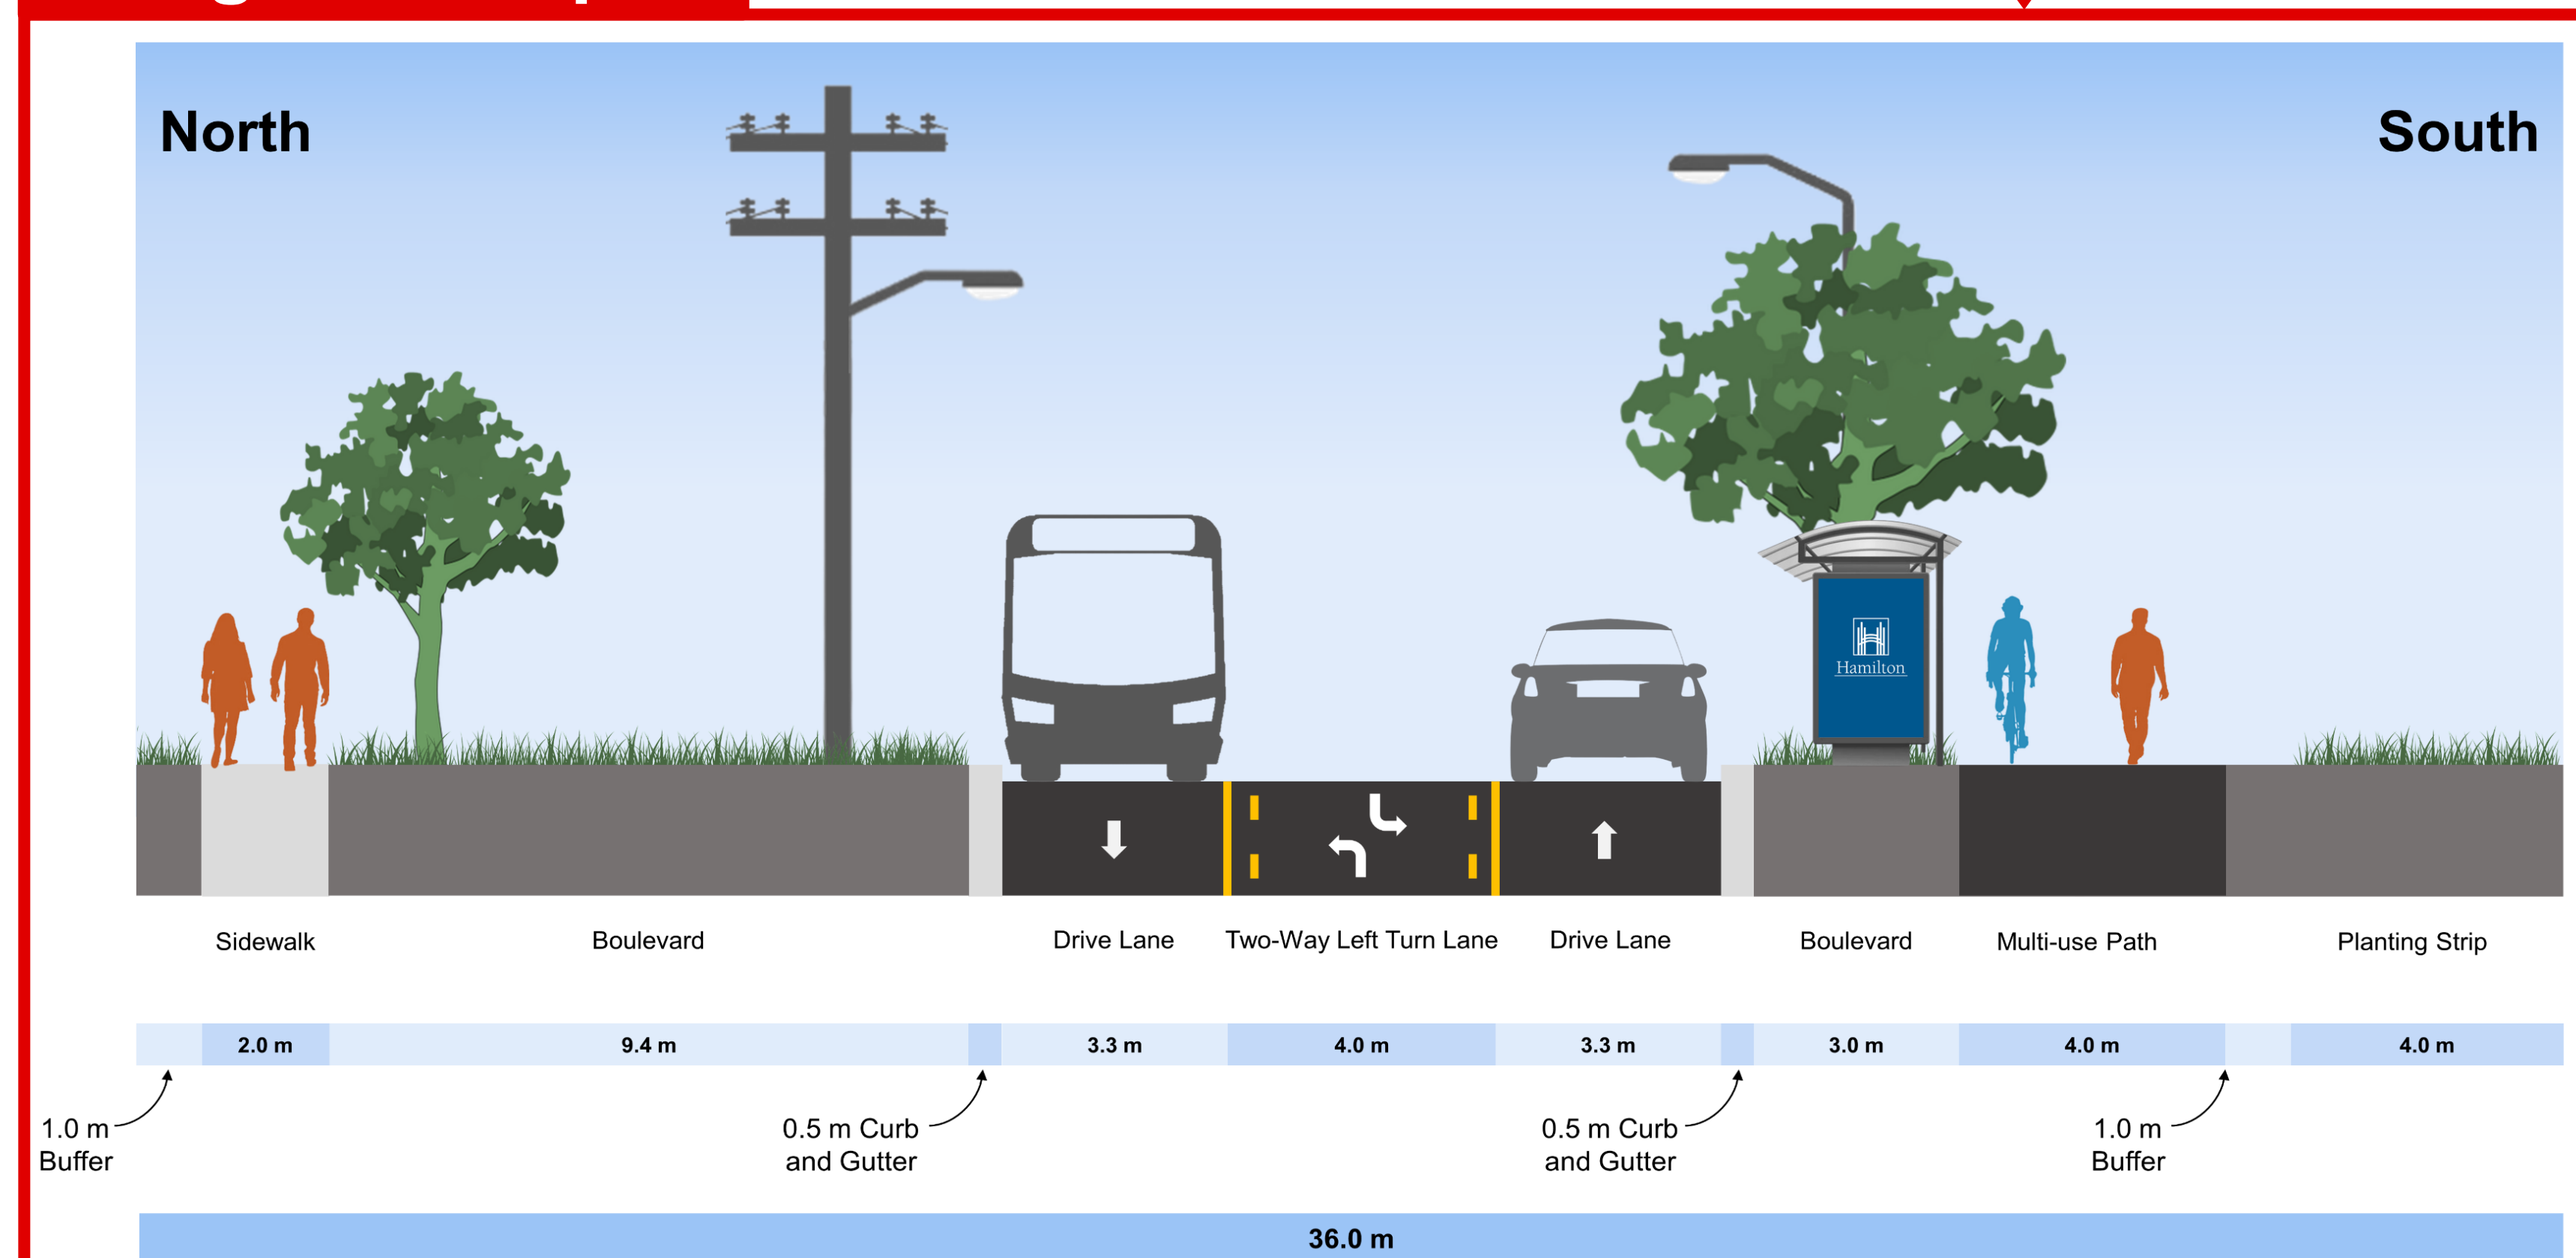 North
South
Hamilton
Sidewalk
Boulevard
Drive Lane
Two-Way Left Turn Lane
Drive Lane
Boulevard
Multi-use Path
Planting Strip
2.0 m
9.4 m
3.3 m
4.0 m
3.3 m
3.0 m
4.0 m
4.0 m
1.0 m
Buffer
0.5 m Curb
and Gutter
0.5 m Curb
and Gutter
1.0 m
Buffer
36.0 m